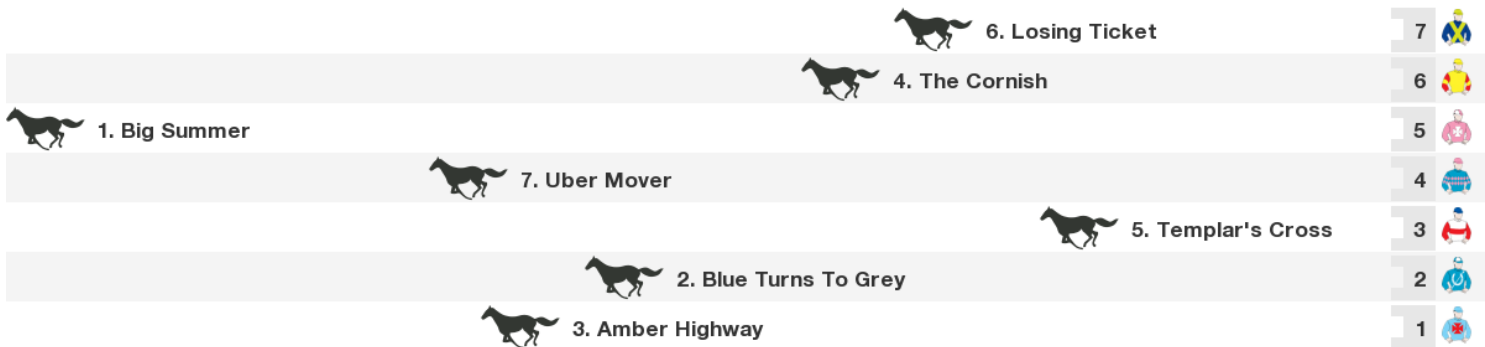 6. Losing Ticket 7
4. The Cornish 6
1. Big Summer 5
7. Uber Mover 4
5. Templar's Cross 3
2. Blue Turns To Grey 2
3. Amber Highway 1